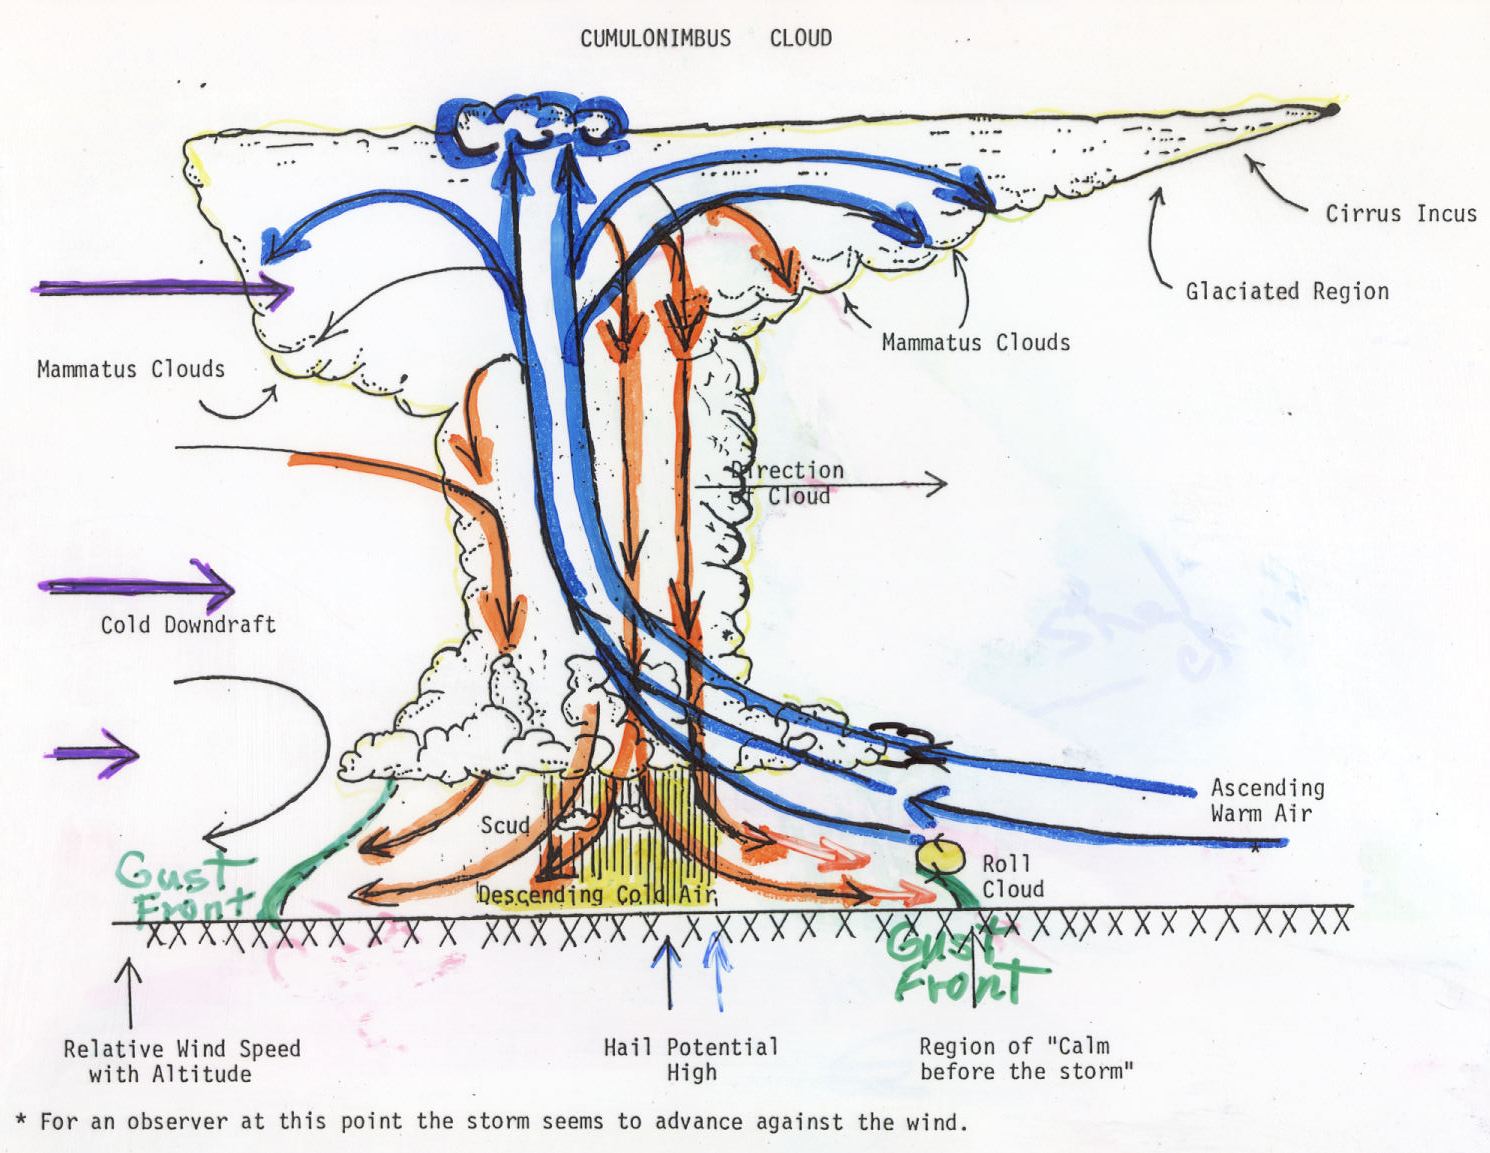 CUMULONIMBUS CLOUD
Cirrus Incus
Glaciated Region
Mammatus Clouds
Mammatus Clouds
Direction
of Cloud
Cold Downdraft
Ascending
Warm Air
*
Scud
Roll
Cloud
Gust
Front
Descending Cold Air
Gust
Front
Relative Wind Speed
with Altitude
Hail Potential
High
Region of "Calm
before the storm"
* For an observer at this point the storm seems to advance against the wind.